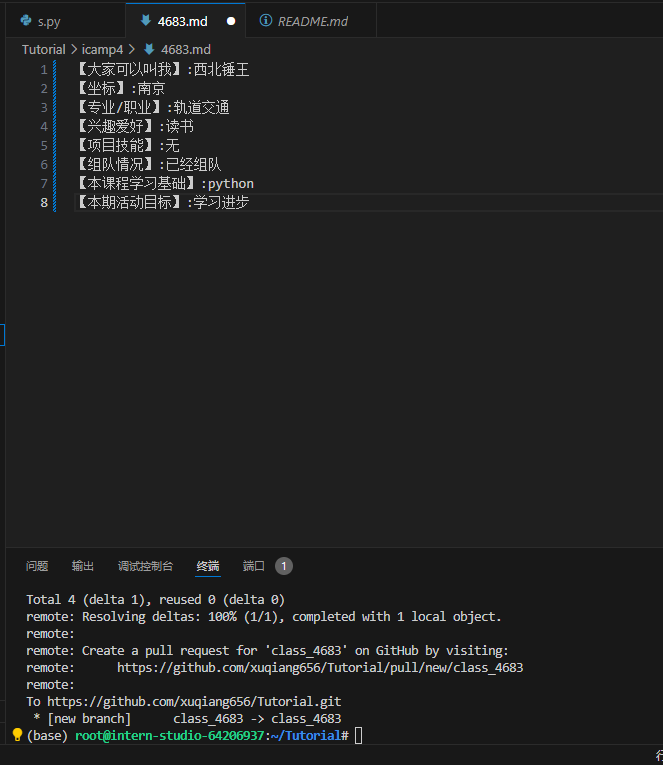 s.py
4683.md
README.md
Tutorial > icamp4 > 4683.md
1 【大家可以叫我】:西北锤王
2 【坐标】:南京
3 【专业/职业】:轨道交通
4 【兴趣爱好】:读书
5 【项目技能】:无
6 【组队情况】:已经组队
7 【本课程学习基础】:python
8 【本期活动目标】:学习进步
问题 输出 调试控制台 终端 端口 1
Total 4 (delta 1), reused 0 (delta 0)
remote: Resolving deltas: 100% (1/1), completed with 1 local object.
remote:
remote: Create a pull request for 'class_4683' on GitHub by visiting:
remote:      https://github.com/xuqiang656/Tutorial/pull/new/class_4683
remote:
To https://github.com/xuqiang656/Tutorial.git
 * [new branch]      class_4683 -> class_4683
(base) root@intern-studio-64206937:~/Tutorial#